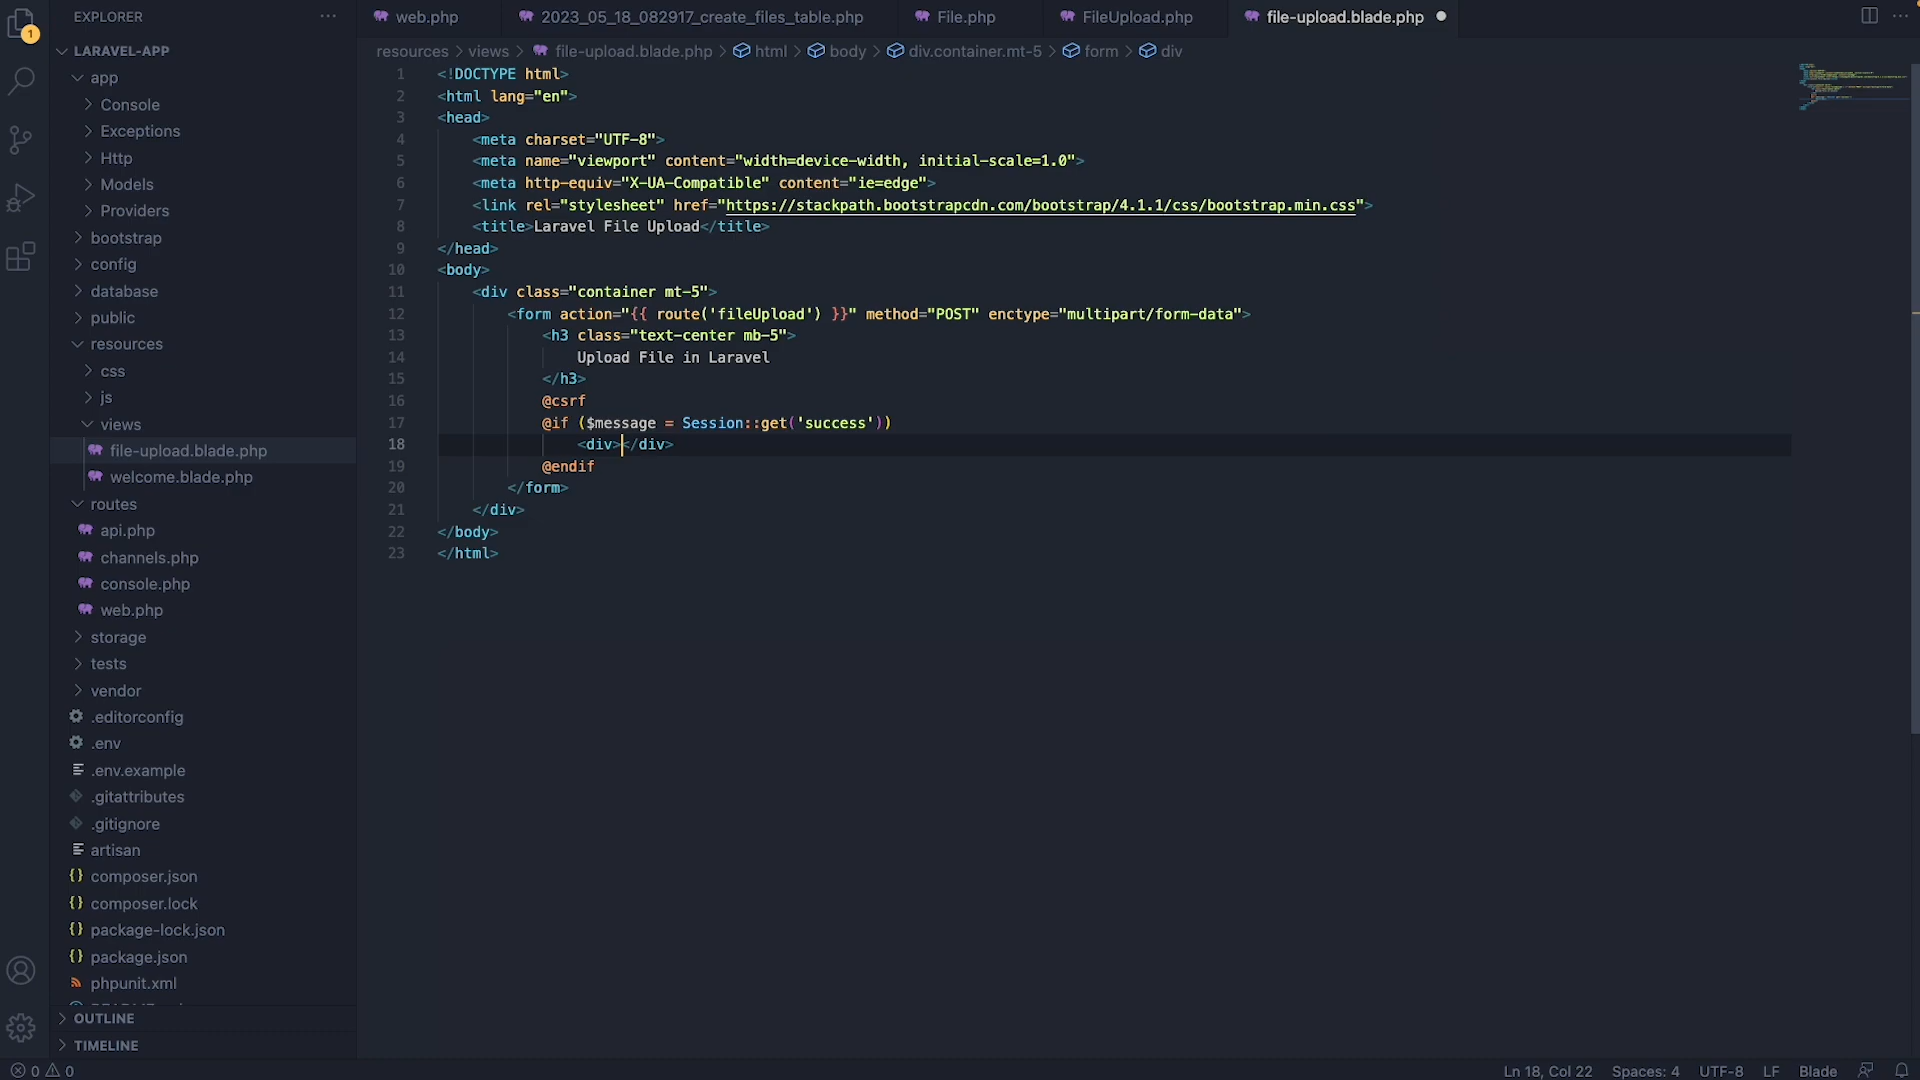 1
EXPLORER
LARAVEL-APP
app
Console
Exceptions
Http
Models
Providers
bootstrap
config
database
public
resources
css
js
views
file-upload.blade.php
welcome.blade.php
routes
api.php
channels.php
console.php
web.php
storage
tests
vendor
.editorconfig
.env
.env.example
.gitattributes
.gitignore
artisan
composer.json
composer.lock
package-lock.json
package.json
phpunit.xml
OUTLINE
TIMELINE
web.php 2023_05_18_082917_create_files_table.php File.php FileUpload.php file-upload.blade.php
resources > views > file-upload.blade.php > html > body > div.container.mt-5 > form > div
1 <!DOCTYPE html>
2 <html lang="en">
3 <head>
4 <meta charset="UTF-8">
5 <meta name="viewport" content="width=device-width, initial-scale=1.0">
6 <meta http-equiv="X-UA-Compatible" content="ie=edge">
7 <link rel="stylesheet" href="https://stackpath.bootstrapcdn.com/bootstrap/4.1.1/css/bootstrap.min.css">
8 <title>Laravel File Upload</title>
9 </head>
10 <body>
11 <div class="container mt-5">
12 <form action="{{ route('fileUpload') }}" method="POST" enctype="multipart/form-data">
13 <h3 class="text-center mb-5">
14 Upload File in Laravel
15 </h3>
16 @csrf
17 @if ($message = Session::get('success'))
18 <div></div>
19 @endif
20 </form>
21 </div>
22 </body>
23 </html>
0 0 Ln 18, Col 22 Spaces: 4 UTF-8 LF Blade